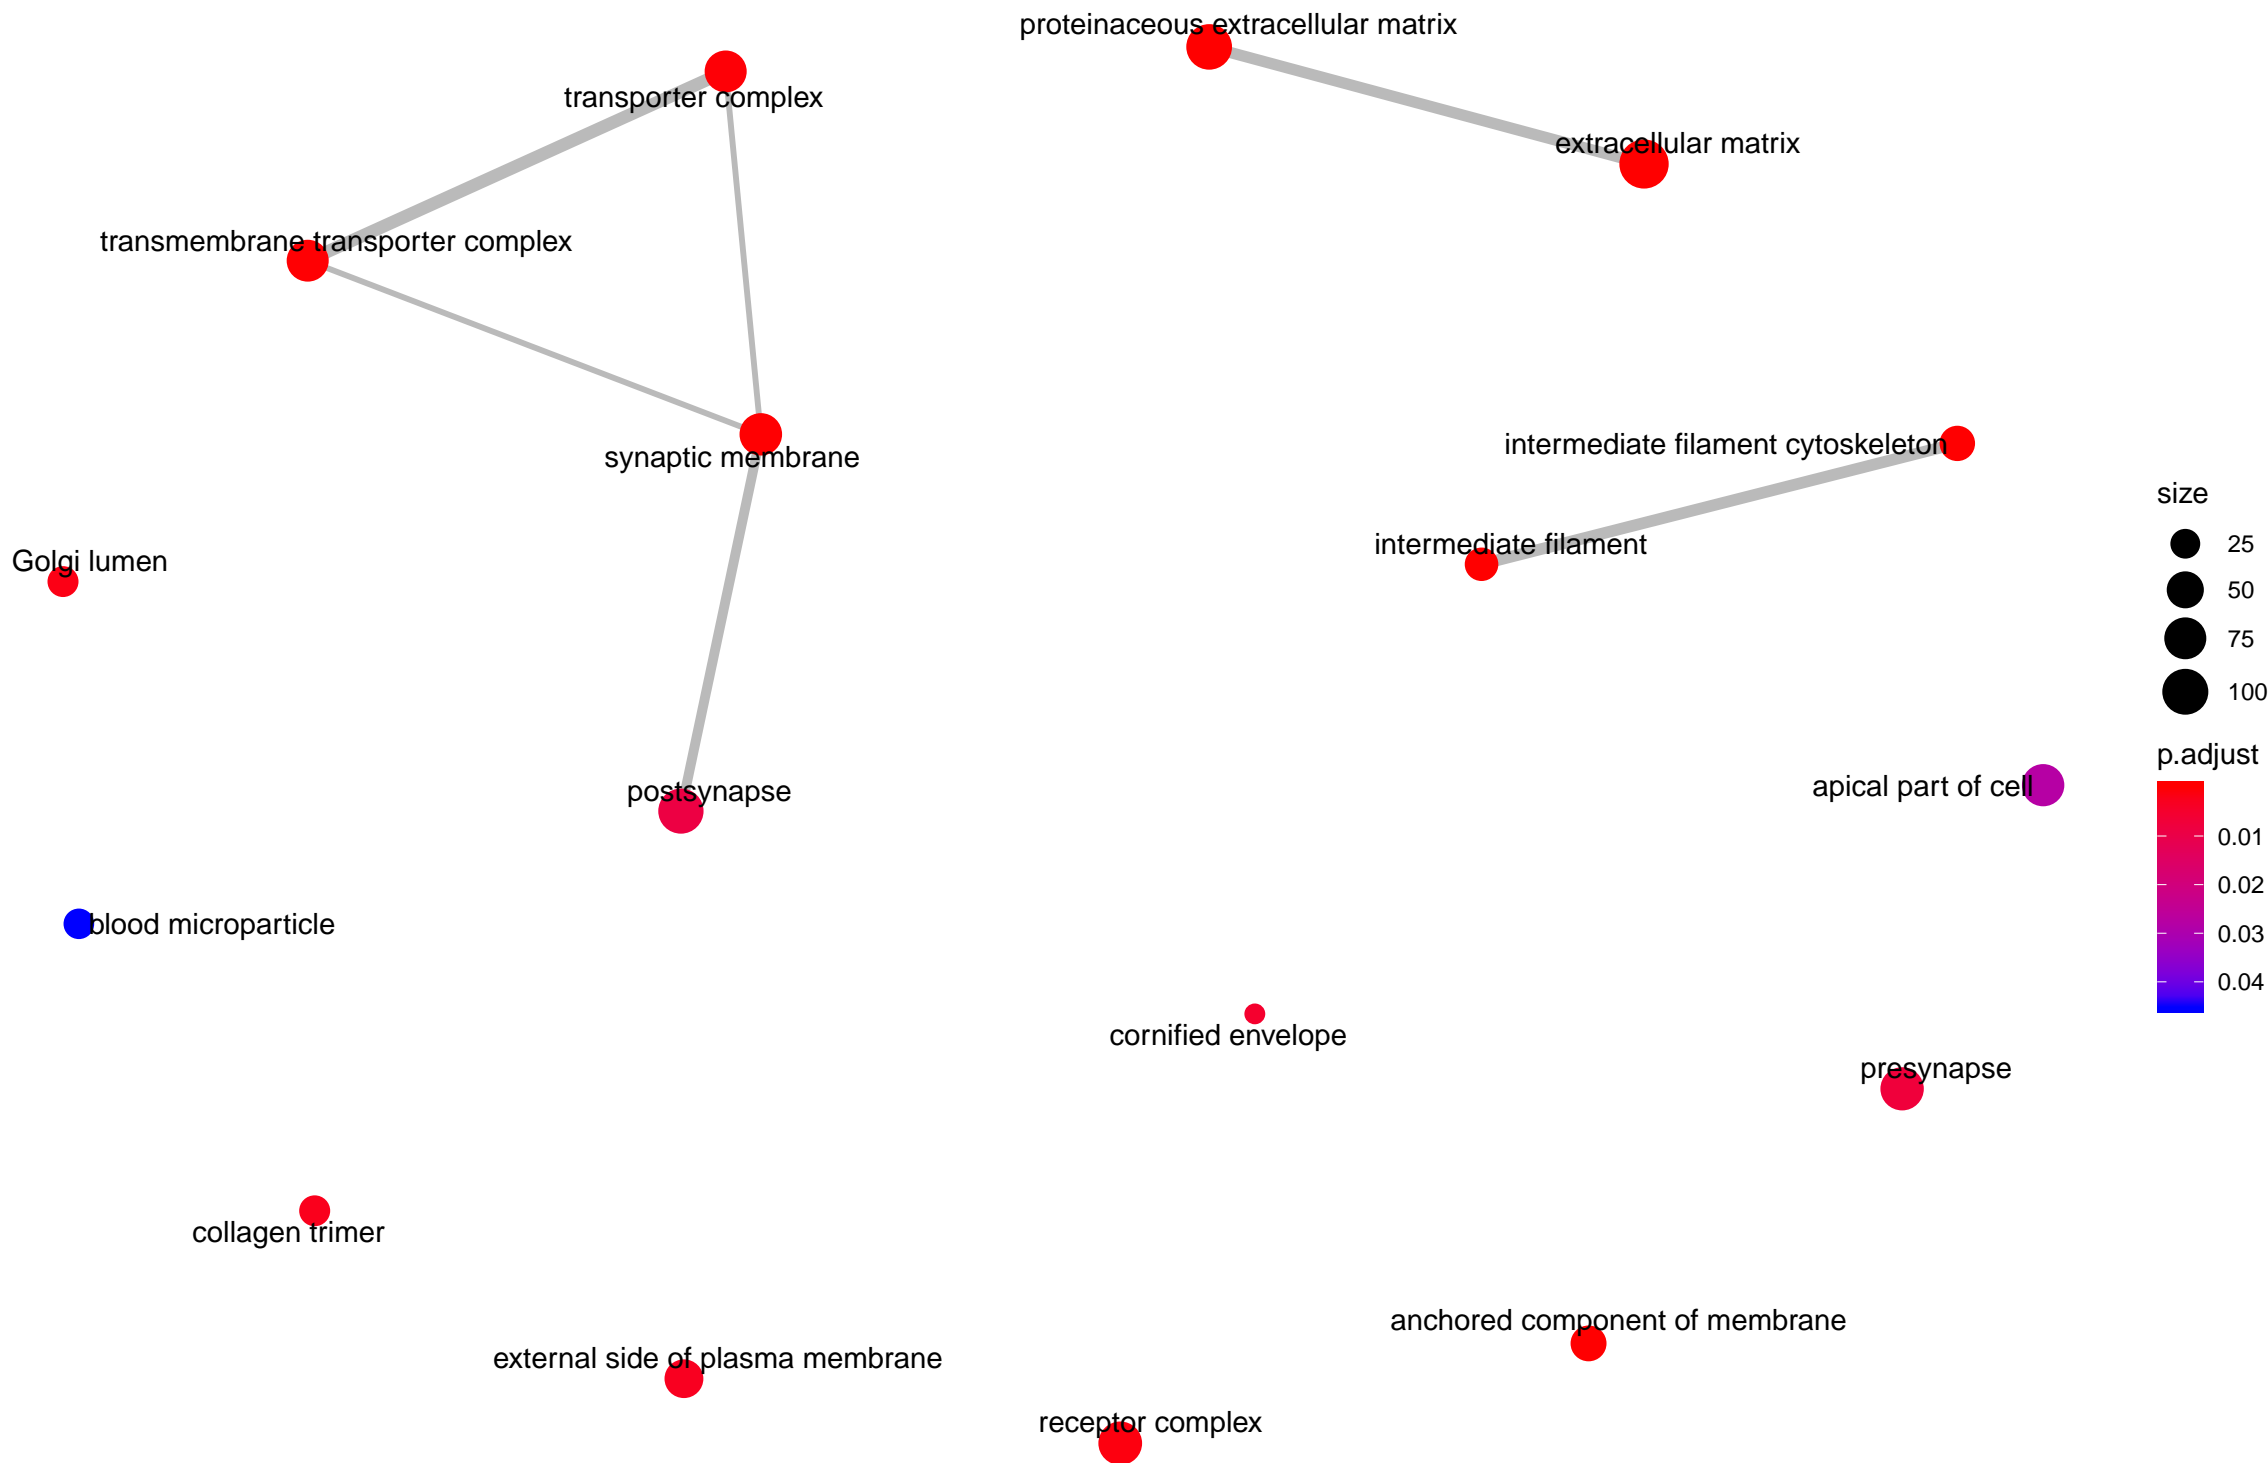 proteinaceous extracellular matrix
transporter complex
extracellular matrix
transmembrane transporter complex
synaptic membrane
intermediate filament cytoskeleton
intermediate filament
Golgi lumen
postsynapse
apical part of cell
blood microparticle
cornified envelope
presynapse
collagen trimer
anchored component of membrane
external side of plasma membrane
receptor complex
size
25
50
75
100
p.adjust
0.01
0.02
0.03
0.04